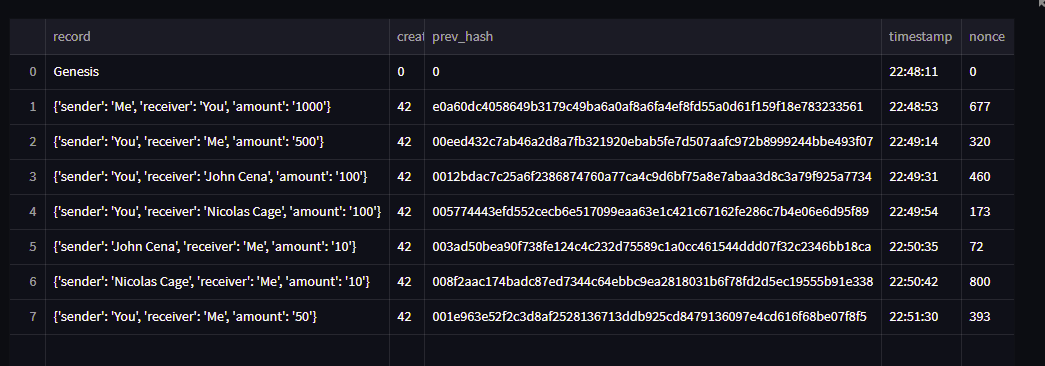 record creat prev_hash timestamp nonce
0 Genesis 0 0 22:48:11 0
1 {'sender': 'Me', 'receiver': 'You', 'amount': '1000'} 42 e0a60dc4058649b3179c49ba6a0af8a6fa4ef8fd55a0d61f159f18e783233561 22:48:53 677
2 {'sender': 'You', 'receiver': 'Me', 'amount': '500'} 42 00eed432c7ab46a2d8a7fb321920ebab5fe7d507aafc972b8999244bbe493f07 22:49:14 320
3 {'sender': 'You', 'receiver': 'John Cena', 'amount': '100'} 42 0012bdac7c25a6f2386874760a77ca4c9d6bf75a8e7abaa3d8c3a79f925a7734 22:49:31 460
4 {'sender': 'You', 'receiver': 'Nicolas Cage', 'amount': '100'} 42 005774443efd552cecb6e517099eaa63e1c421c67162fe286c7b4e06e6d95f89 22:49:54 173
5 {'sender': 'John Cena', 'receiver': 'Me', 'amount': '10'} 42 003ad50bea90f738fe124c4c232d75589c1a0cc461544ddd07f32c2346bb18ca 22:50:35 72
6 {'sender': 'Nicolas Cage', 'receiver': 'Me', 'amount': '10'} 42 008f2aac174badc87ed7344c64ebbc9ea2818031b6f78fd2d5ec19555b91e338 22:50:42 800
7 {'sender': 'You', 'receiver': 'Me', 'amount': '50'} 42 001e963e52f2c3d8af2528136713ddb925cd8479136097e4cd616f68be07f8f5 22:51:30 393